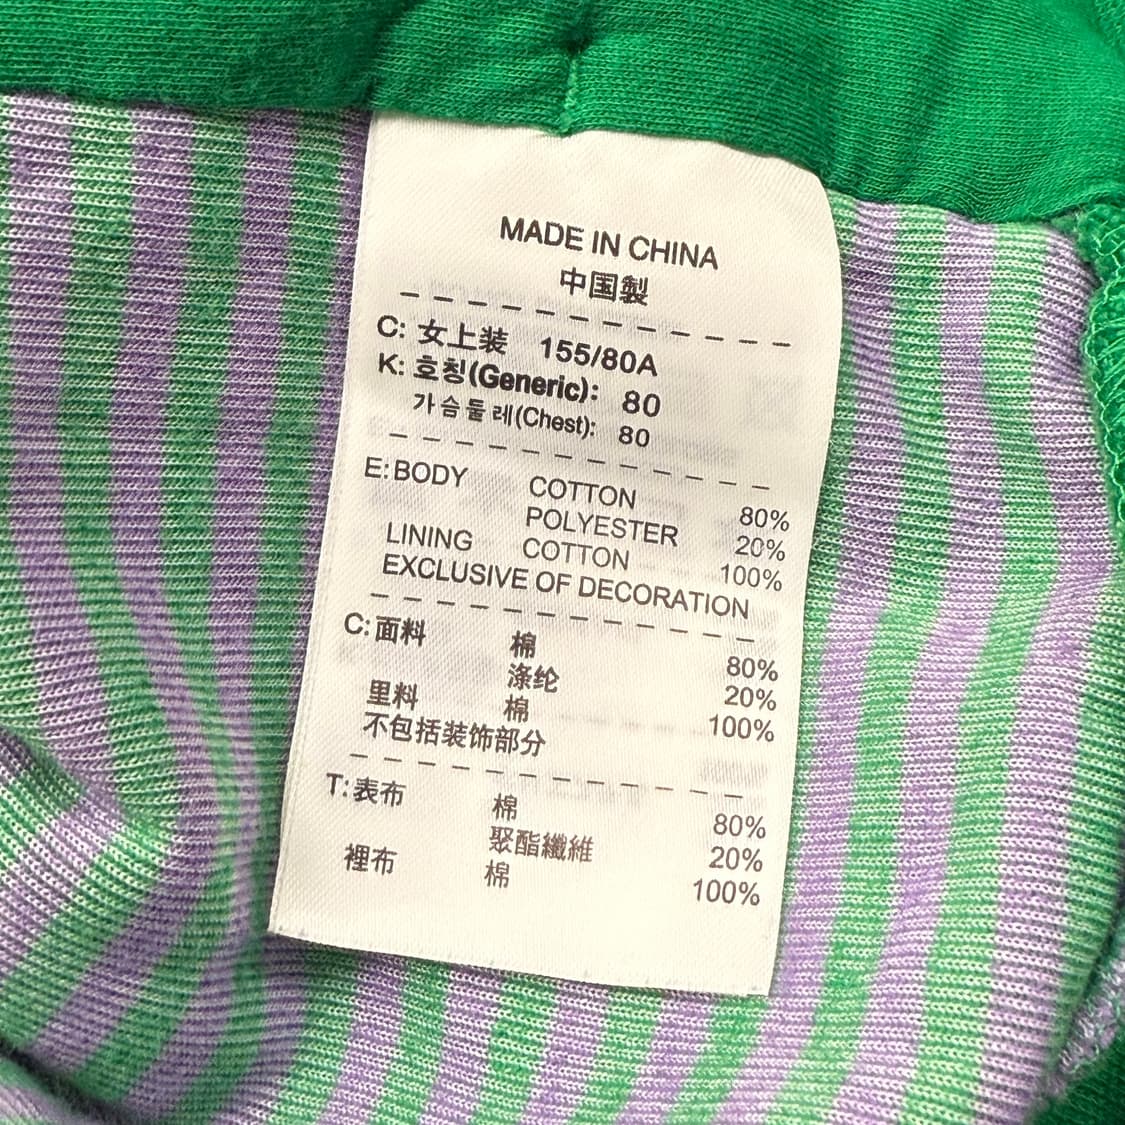 MADE IN CHINA
中国製
C: 女上装 155/80A
K: 호칭(Generic): 80
가슴둘레(Chest): 80
E: BODY COTTON 80%
POLYESTER 20%
LINING COTTON 100%
EXCLUSIVE OF DECORATION
C: 面料 棉 80%
涤纶 20%
里料 棉 100%
不包括装饰部分
T: 表布 棉 80%
聚酯纖維 20%
裡布 棉 100%